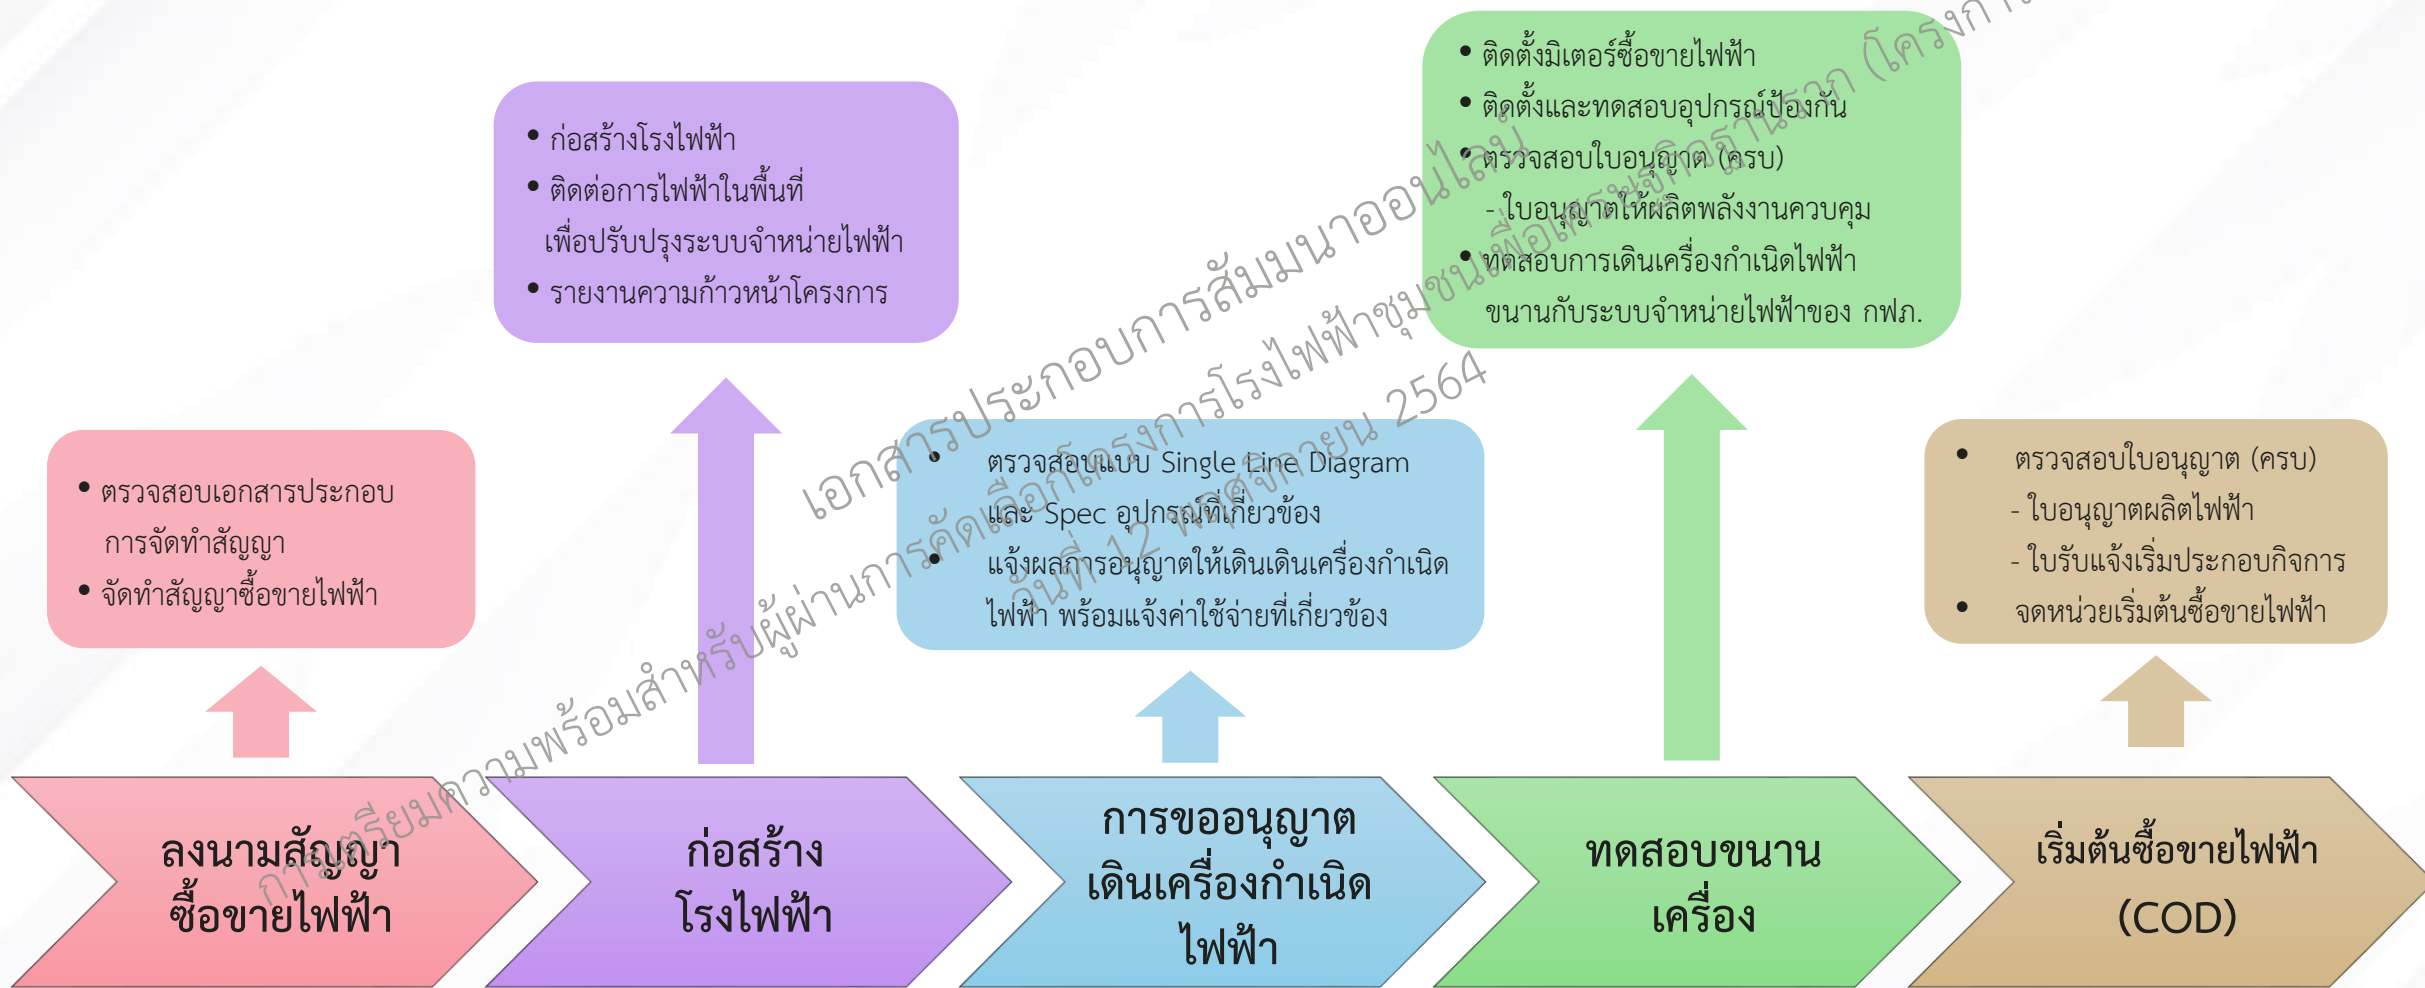 • ตรวจสอบเอกสารประกอบ
การจัดทำสัญญา
• จัดทำสัญญาซื้อขายไฟฟ้า
• ก่อสร้างโรงไฟฟ้า
• ติดต่อการไฟฟ้าในพื้นที่
เพื่อปรับปรุงระบบจำหน่ายไฟฟ้า
• รายงานความก้าวหน้าโครงการ
• ตรวจสอบแบบ Single Line Diagram
และ Spec อุปกรณ์ที่เกี่ยวข้อง
• แจ้งผลการอนุญาตให้เดินเดินเครื่องกำเนิด
ไฟฟ้า พร้อมแจ้งค่าใช้จ่ายที่เกี่ยวข้อง
• ติดตั้งมิเตอร์ซื้อขายไฟฟ้า
• ติดตั้งและทดสอบอุปกรณ์ป้องกัน
• ตรวจสอบใบอนุญาต (ครบ)
- ใบอนุญาตให้ผลิตพลังงานควบคุม
• ทดสอบการเดินเครื่องกำเนิดไฟฟ้า
ขนานกับระบบจำหน่ายไฟฟ้าของ กฟภ.
• ตรวจสอบใบอนุญาต (ครบ)
- ใบอนุญาตผลิตไฟฟ้า
- ใบรับแจ้งเริ่มประกอบกิจการ
• จดหน่วยเริ่มต้นซื้อขายไฟฟ้า
ลงนามสัญญา
ซื้อขายไฟฟ้า
ก่อสร้าง
โรงไฟฟ้า
การขออนุญาต
เดินเครื่องกำเนิด
ไฟฟ้า
ทดสอบขนาน
เครื่อง
เริ่มต้นซื้อขายไฟฟ้า
(COD)
เอกสารประกอบการสัมมนาออนไลน์
การเตรียมความพร้อมสำหรับผู้ผ่านการคัดเลือกโครงการโรงไฟฟ้าชุมชนเพื่อเศรษฐกิจฐานราก (โครงการ
วันที่ 12 พฤศจิกายน 2564